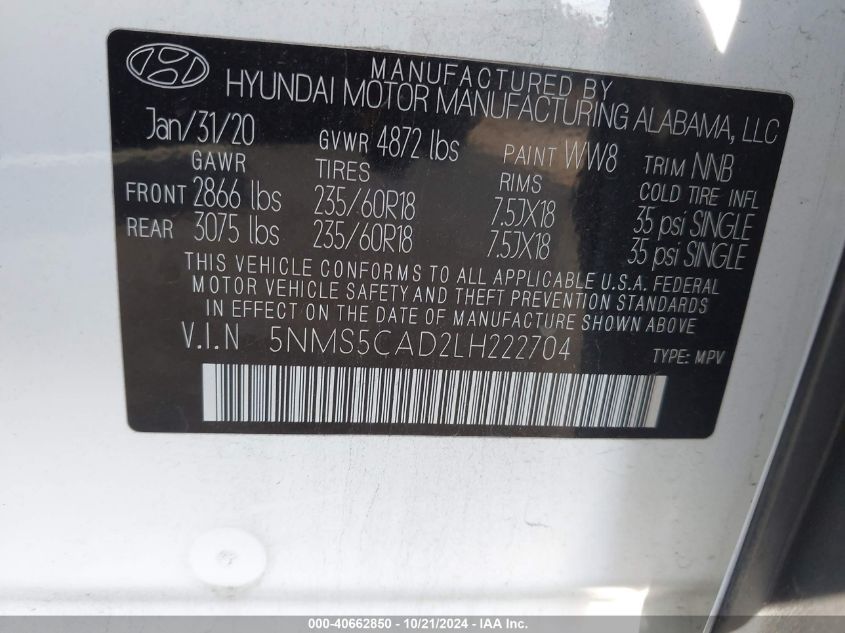 MANUFACTURED BY
HYUNDAI MOTOR MANUFACTURING ALABAMA, LLC
Jan/31/20 GVWR 4872 lbs PAINT WW8 TRIM NNB
GAWR TIRES RIMS COLD TIRE INFL
FRONT 2866 lbs 235/60R18 7.5JX18 35 psi SINGLE
REAR 3075 lbs 235/60R18 7.5JX18 35 psi SINGLE
THIS VEHICLE CONFORMS TO ALL APPLICABLE U.S.A. FEDERAL
MOTOR VEHICLE SAFETY AND THEFT PREVENTION STANDARDS
IN EFFECT ON THE DATE OF MANUFACTURE SHOWN ABOVE
V.I.N 5NMS5CAD2LH222704 TYPE: MPV
000-40662850 - 10/21/2024 - IAA Inc.